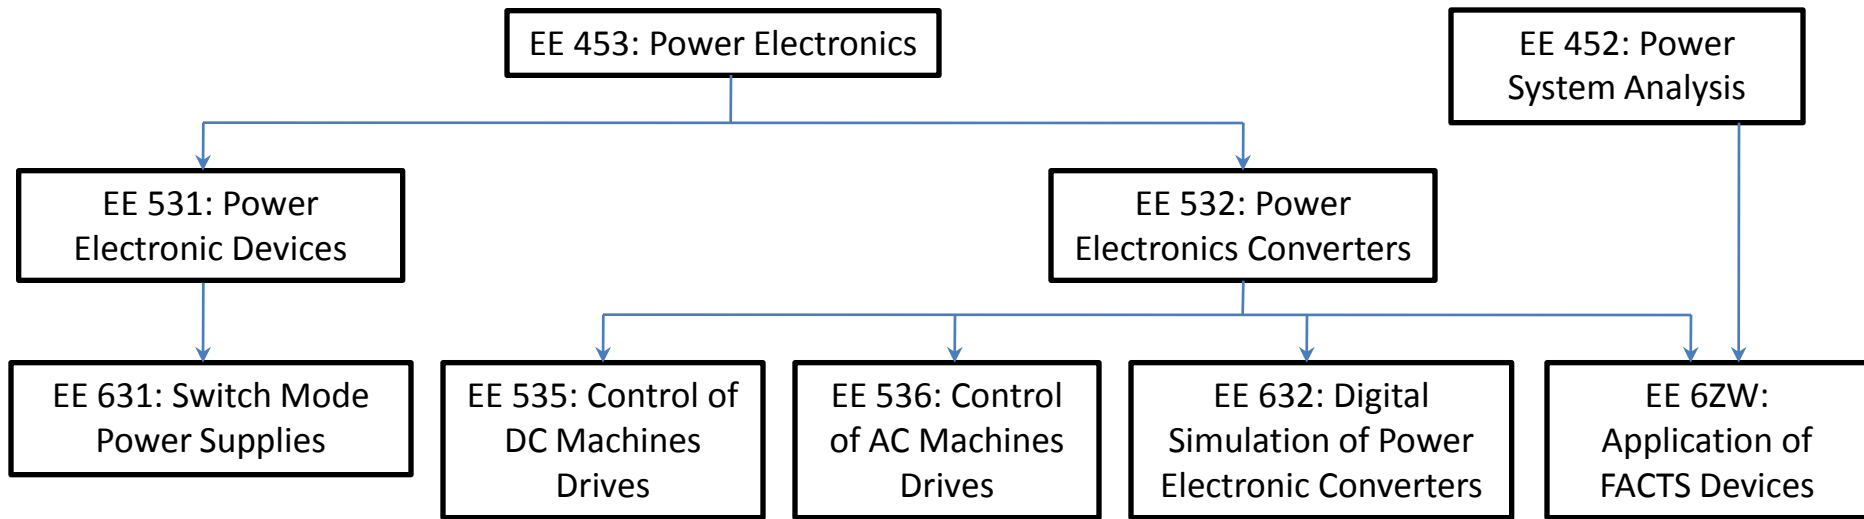 EE 453: Power Electronics
EE 452: Power
System Analysis
EE 531: Power
Electronic Devices
EE 532: Power
Electronics Converters
EE 631: Switch Mode
Power Supplies
EE 535: Control of
DC Machines
Drives
EE 536: Control
of AC Machines
Drives
EE 632: Digital
Simulation of Power
Electronic Converters
EE 6ZW:
Application of
FACTS Devices